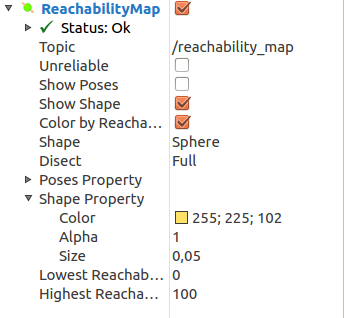 ReachabilityMap
Status: Ok
Topic /reachability_map
Unreliable
Show Poses
Show Shape
Color by Reacha...
Shape Sphere
Disect Full
Poses Property
Shape Property
Color 255; 225; 102
Alpha 1
Size 0,05
Lowest Reachab... 0
Highest Reacha... 100